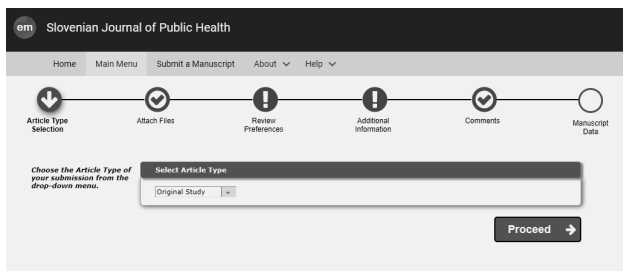 em Slovenian Journal of Public Health
Home Main Menu Submit a Manuscript About Help
Article Type
Selection
Attach Files
Review
Preferences
Additional
Information
Comments
Manuscript
Data
Choose the Article Type of
your submission from the
drop-down menu.
Select Article Type
Original Study
Proceed